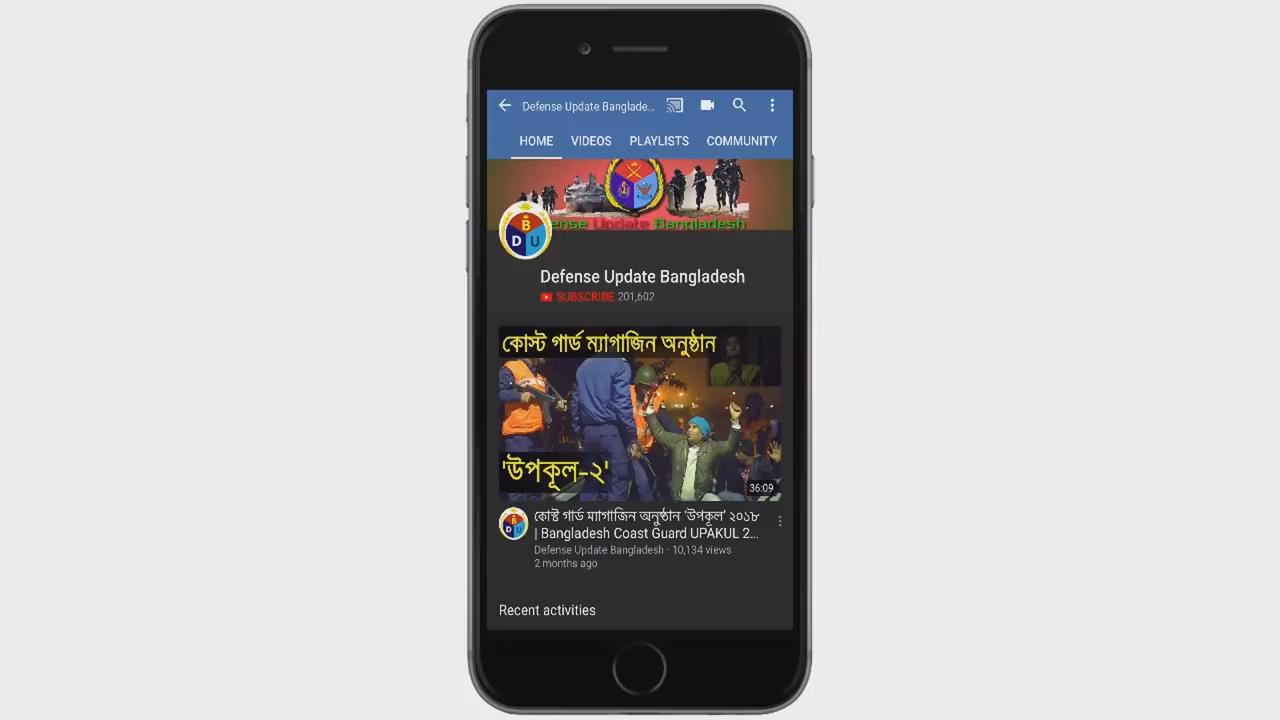 Defense Update Banglade...
HOME VIDEOS PLAYLISTS COMMUNITY
ense Update Bangladesh
B
D U
Defense Update Bangladesh
SUBSCRIBE 201,602
কোস্ট গার্ড ম্যাগাজিন অনুষ্ঠান
'উপকূল-২'
36:09
B
D U
কোস্ট গার্ড ম্যাগাজিন অনুষ্ঠান ‘উপকূল’ ২০১৮
| Bangladesh Coast Guard UPAKUL 2...
Defense Update Bangladesh · 10,134 views
2 months ago
Recent activities